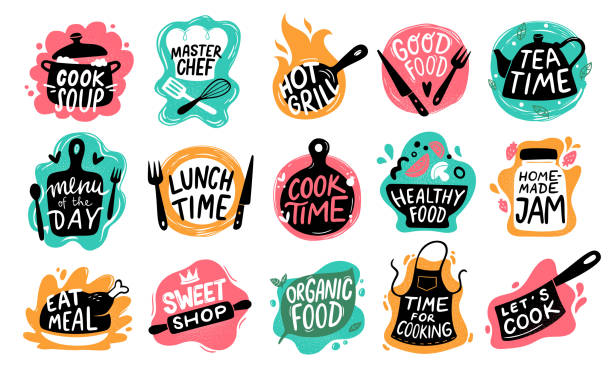 COOK
SOUP
MASTER
CHEF
HOT
GRILL
GOOD
FOOD
TEA
TIME
menu
of the
DAY
LUNCH
TIME
COOK
TIME
HEALTHY
FOOD
HOME-
MADE
JAM
EAT
MEAL
SWEET
SHOP
ORGANIC
FOOD
TIME
FOR
COOKING
LET'S
COOK